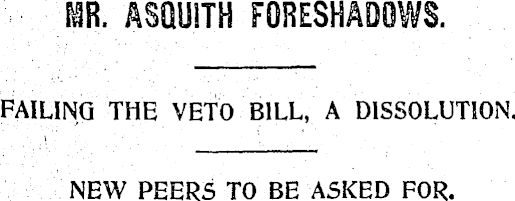 MR. ASQUITH FORESHADOWS.
FAILING THE VETO BILL, A DISSOLUTION.
NEW PEERS TO BE ASKED FOR.